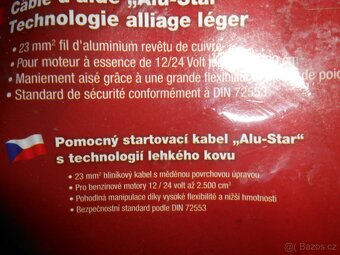 Câble d'aide „Alu-Star"
Technologie alliage léger
• 23 mm² fil d'aluminium revêtu de cuivre
• Pour moteur à essence de 12/24 Volt
• Maniement aisé grâce à une grande flexibilité de poids
• Standard de sécurité conformément à DIN 72553
Pomocný startovací kabel „Alu-Star"
s technologií lehkého kovu
• 23 mm² hliníkový kabel s měděnou povrchovou úpravou
• Pro benzinové motory 12 / 24 volt až 2.500 cm³
• Pohodlná manipulace díky vysoké flexibilitě a nižší hmotnosti
• Bezpečnostní standard podle DIN 72553
Bazos.cz